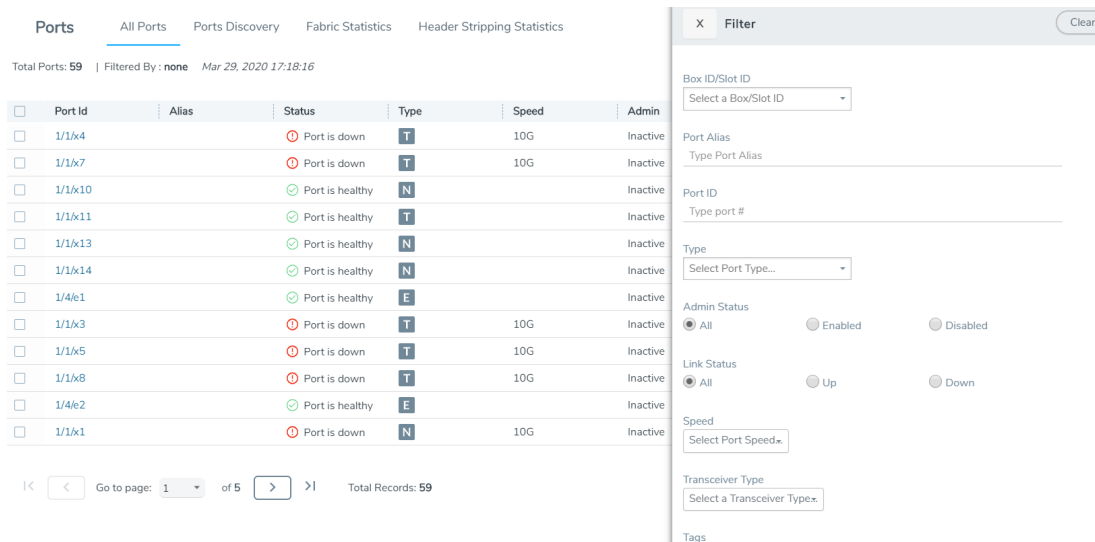 Ports All Ports Ports Discovery Fabric Statistics Header Stripping Statistics
Total Ports: 59 | Filtered By : none Mar 29, 2020 17:18:16
Port Id Alias Status Type Speed Admin
1/1/x4 Port is down T 10G Inactive
1/1/x7 Port is down T 10G Inactive
1/1/x10 Port is healthy N Inactive
1/1/x11 Port is healthy T Inactive
1/1/x13 Port is healthy N Inactive
1/1/x14 Port is healthy N Inactive
1/4/e1 Port is healthy E Inactive
1/1/x3 Port is down T 10G Inactive
1/1/x5 Port is down T 10G Inactive
1/1/x8 Port is down T 10G Inactive
1/4/e2 Port is healthy E Inactive
1/1/x1 Port is down N 10G Inactive
Go to page: 1 of 5 Total Records: 59
X Filter Clear
Box ID/Slot ID
Select a Box/Slot ID
Port Alias
Type Port Alias
Port ID
Type port #
Type
Select Port Type...
Admin Status
All Enabled Disabled
Link Status
All Up Down
Speed
Select Port Speed...
Transceiver Type
Select a Transceiver Type...
Tags